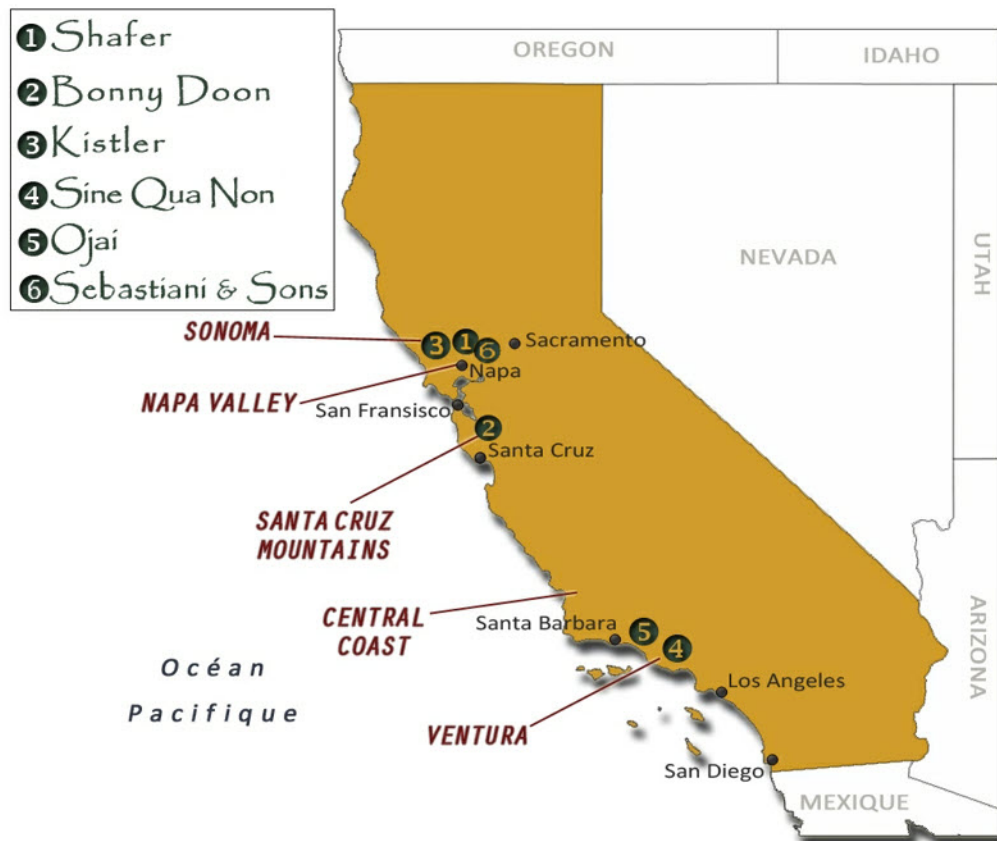 1 Shafer
2 Bonny Doon
3 Kistler
4 Sine Qua Non
5 Ojai
6 Sebastiani & Sons
OREGON
IDAHO
NEVADA
UTAH
SONOMA
3
1
6
Sacramento
Napa
NAPA VALLEY
San Fransisco
2
Santa Cruz
SANTA CRUZ
MOUNTAINS
CENTRAL
COAST
Santa Barbara
5
4
ARIZONA
Océan
Pacifique
Los Angeles
VENTURA
San Diego
MEXIQUE